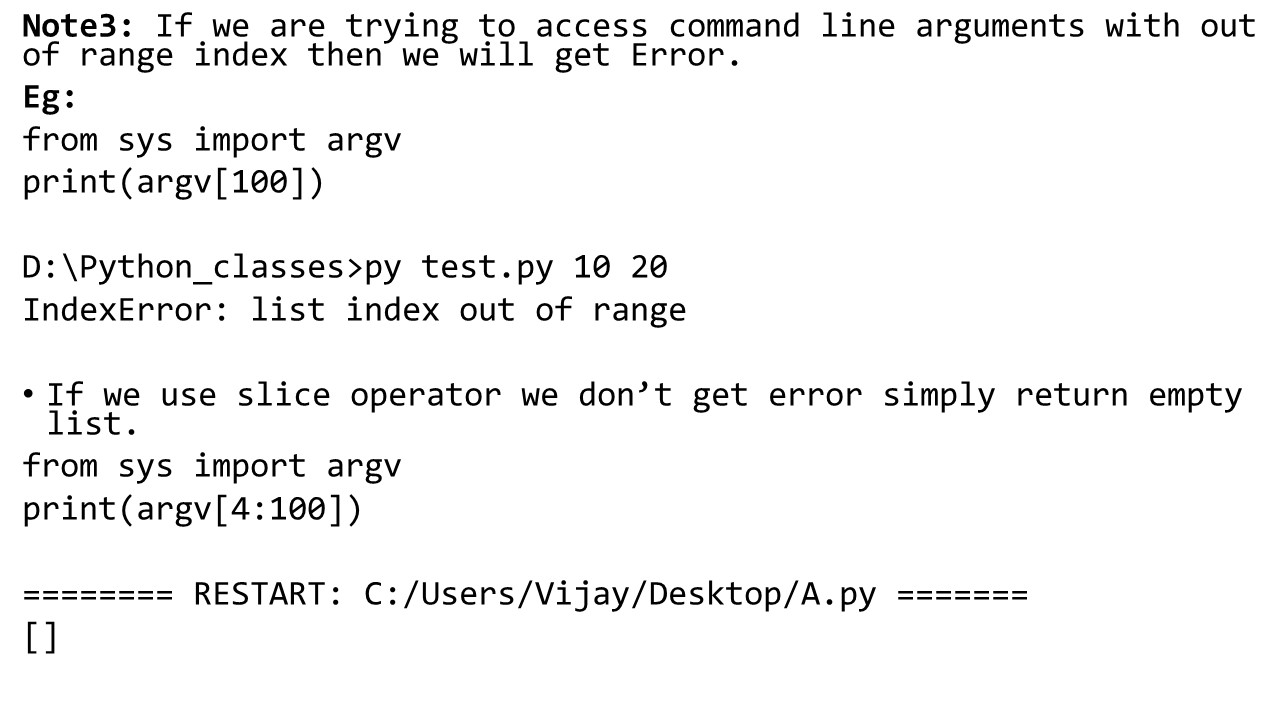 Note3: If we are trying to access command line arguments with out
of range index then we will get Error.
Eg:
from sys import argv
print(argv[100])
D:\Python_classes>py test.py 10 20
IndexError: list index out of range
• If we use slice operator we don’t get error simply return empty
list.
from sys import argv
print(argv[4:100])
======== RESTART: C:/Users/Vijay/Desktop/A.py =======
[]